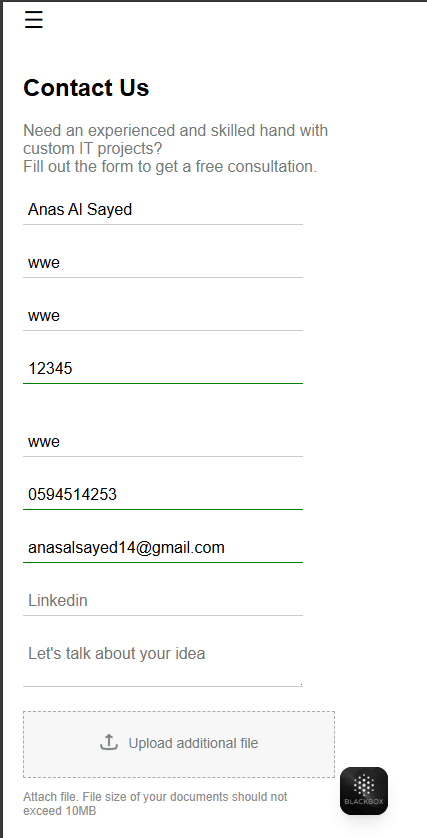 Contact Us
Need an experienced and skilled hand with
custom IT projects?
Fill out the form to get a free consultation.
Anas Al Sayed
wwe
wwe
12345
wwe
0594514253
anasalsayed14@gmail.com
Linkedin
Let's talk about your idea
Upload additional file
Attach file. File size of your documents should not
exceed 10MB
BLACKBOX